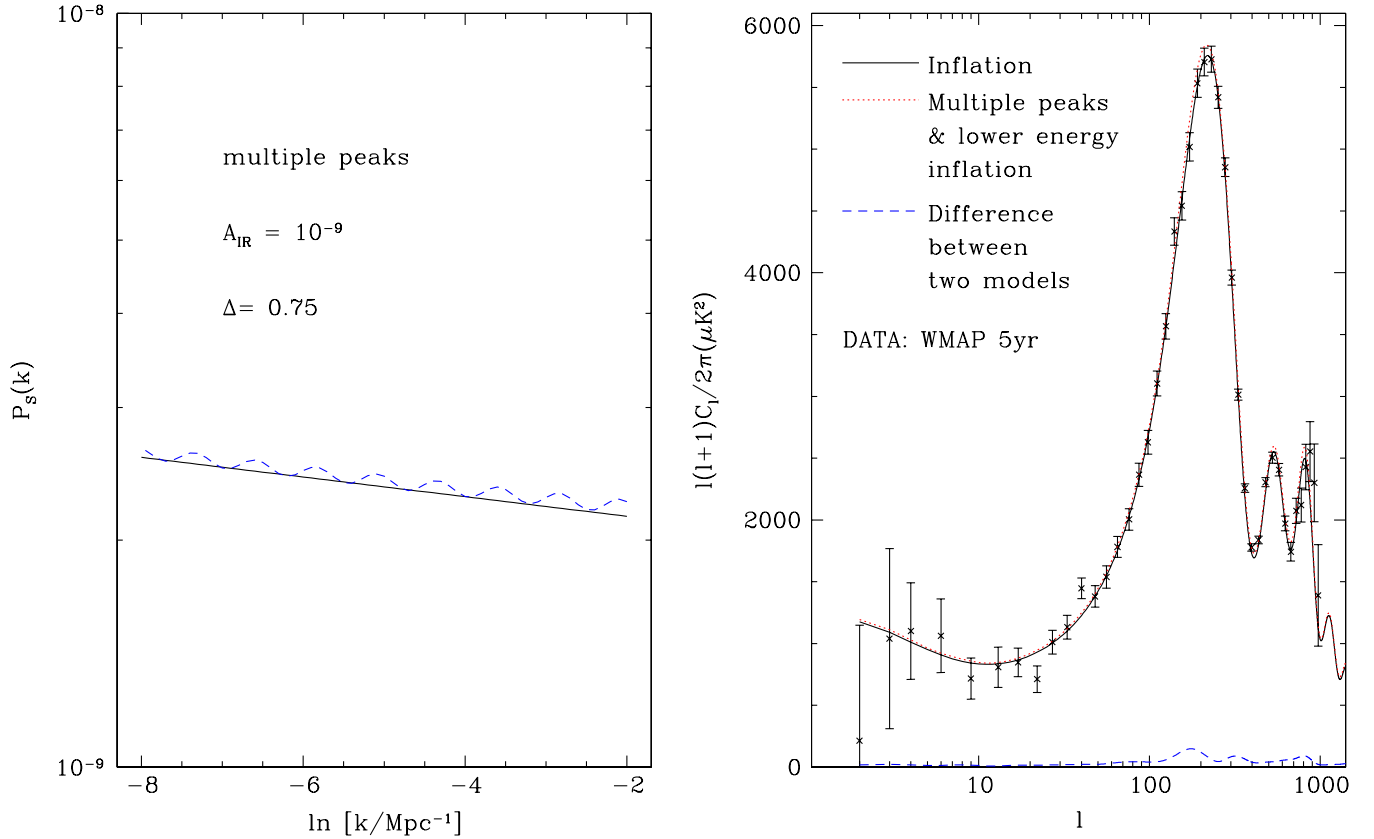 10⁻⁸
10⁻⁹
P_S(k)
multiple peaks
A_IR = 10⁻⁹
Δ= 0.75
−8 −6 −4 −2
ln [k/Mpc⁻¹]
6000
4000
2000
0
l(l+1)C_l/2π(μK²)
Inflation
Multiple peaks
& lower energy
inflation
Difference
between
two models
DATA: WMAP 5yr
10 100 1000
l